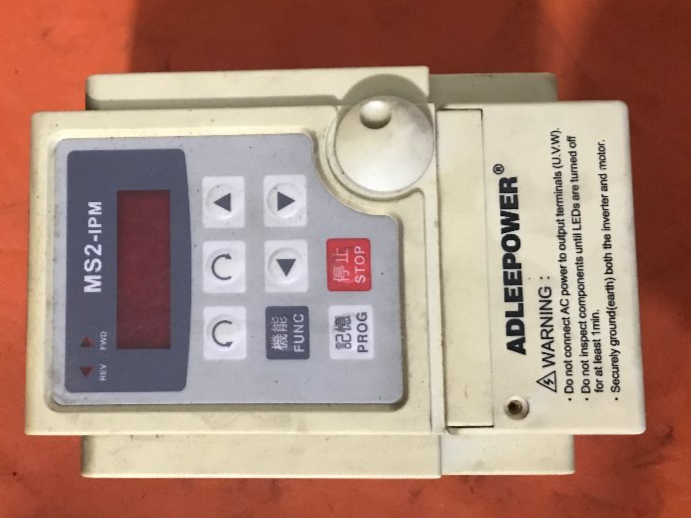 REV FWD
MS2-IPM
機能
FUNC
停止
STOP
記憶
PROG
ADLEEPOWER®
WARNING :
• Do not connect AC power to output terminals (U.V.W).
• Do not inspect components until LEDs are turned off
for at least 1min.
• Securely ground(earth) both the inverter and motor.